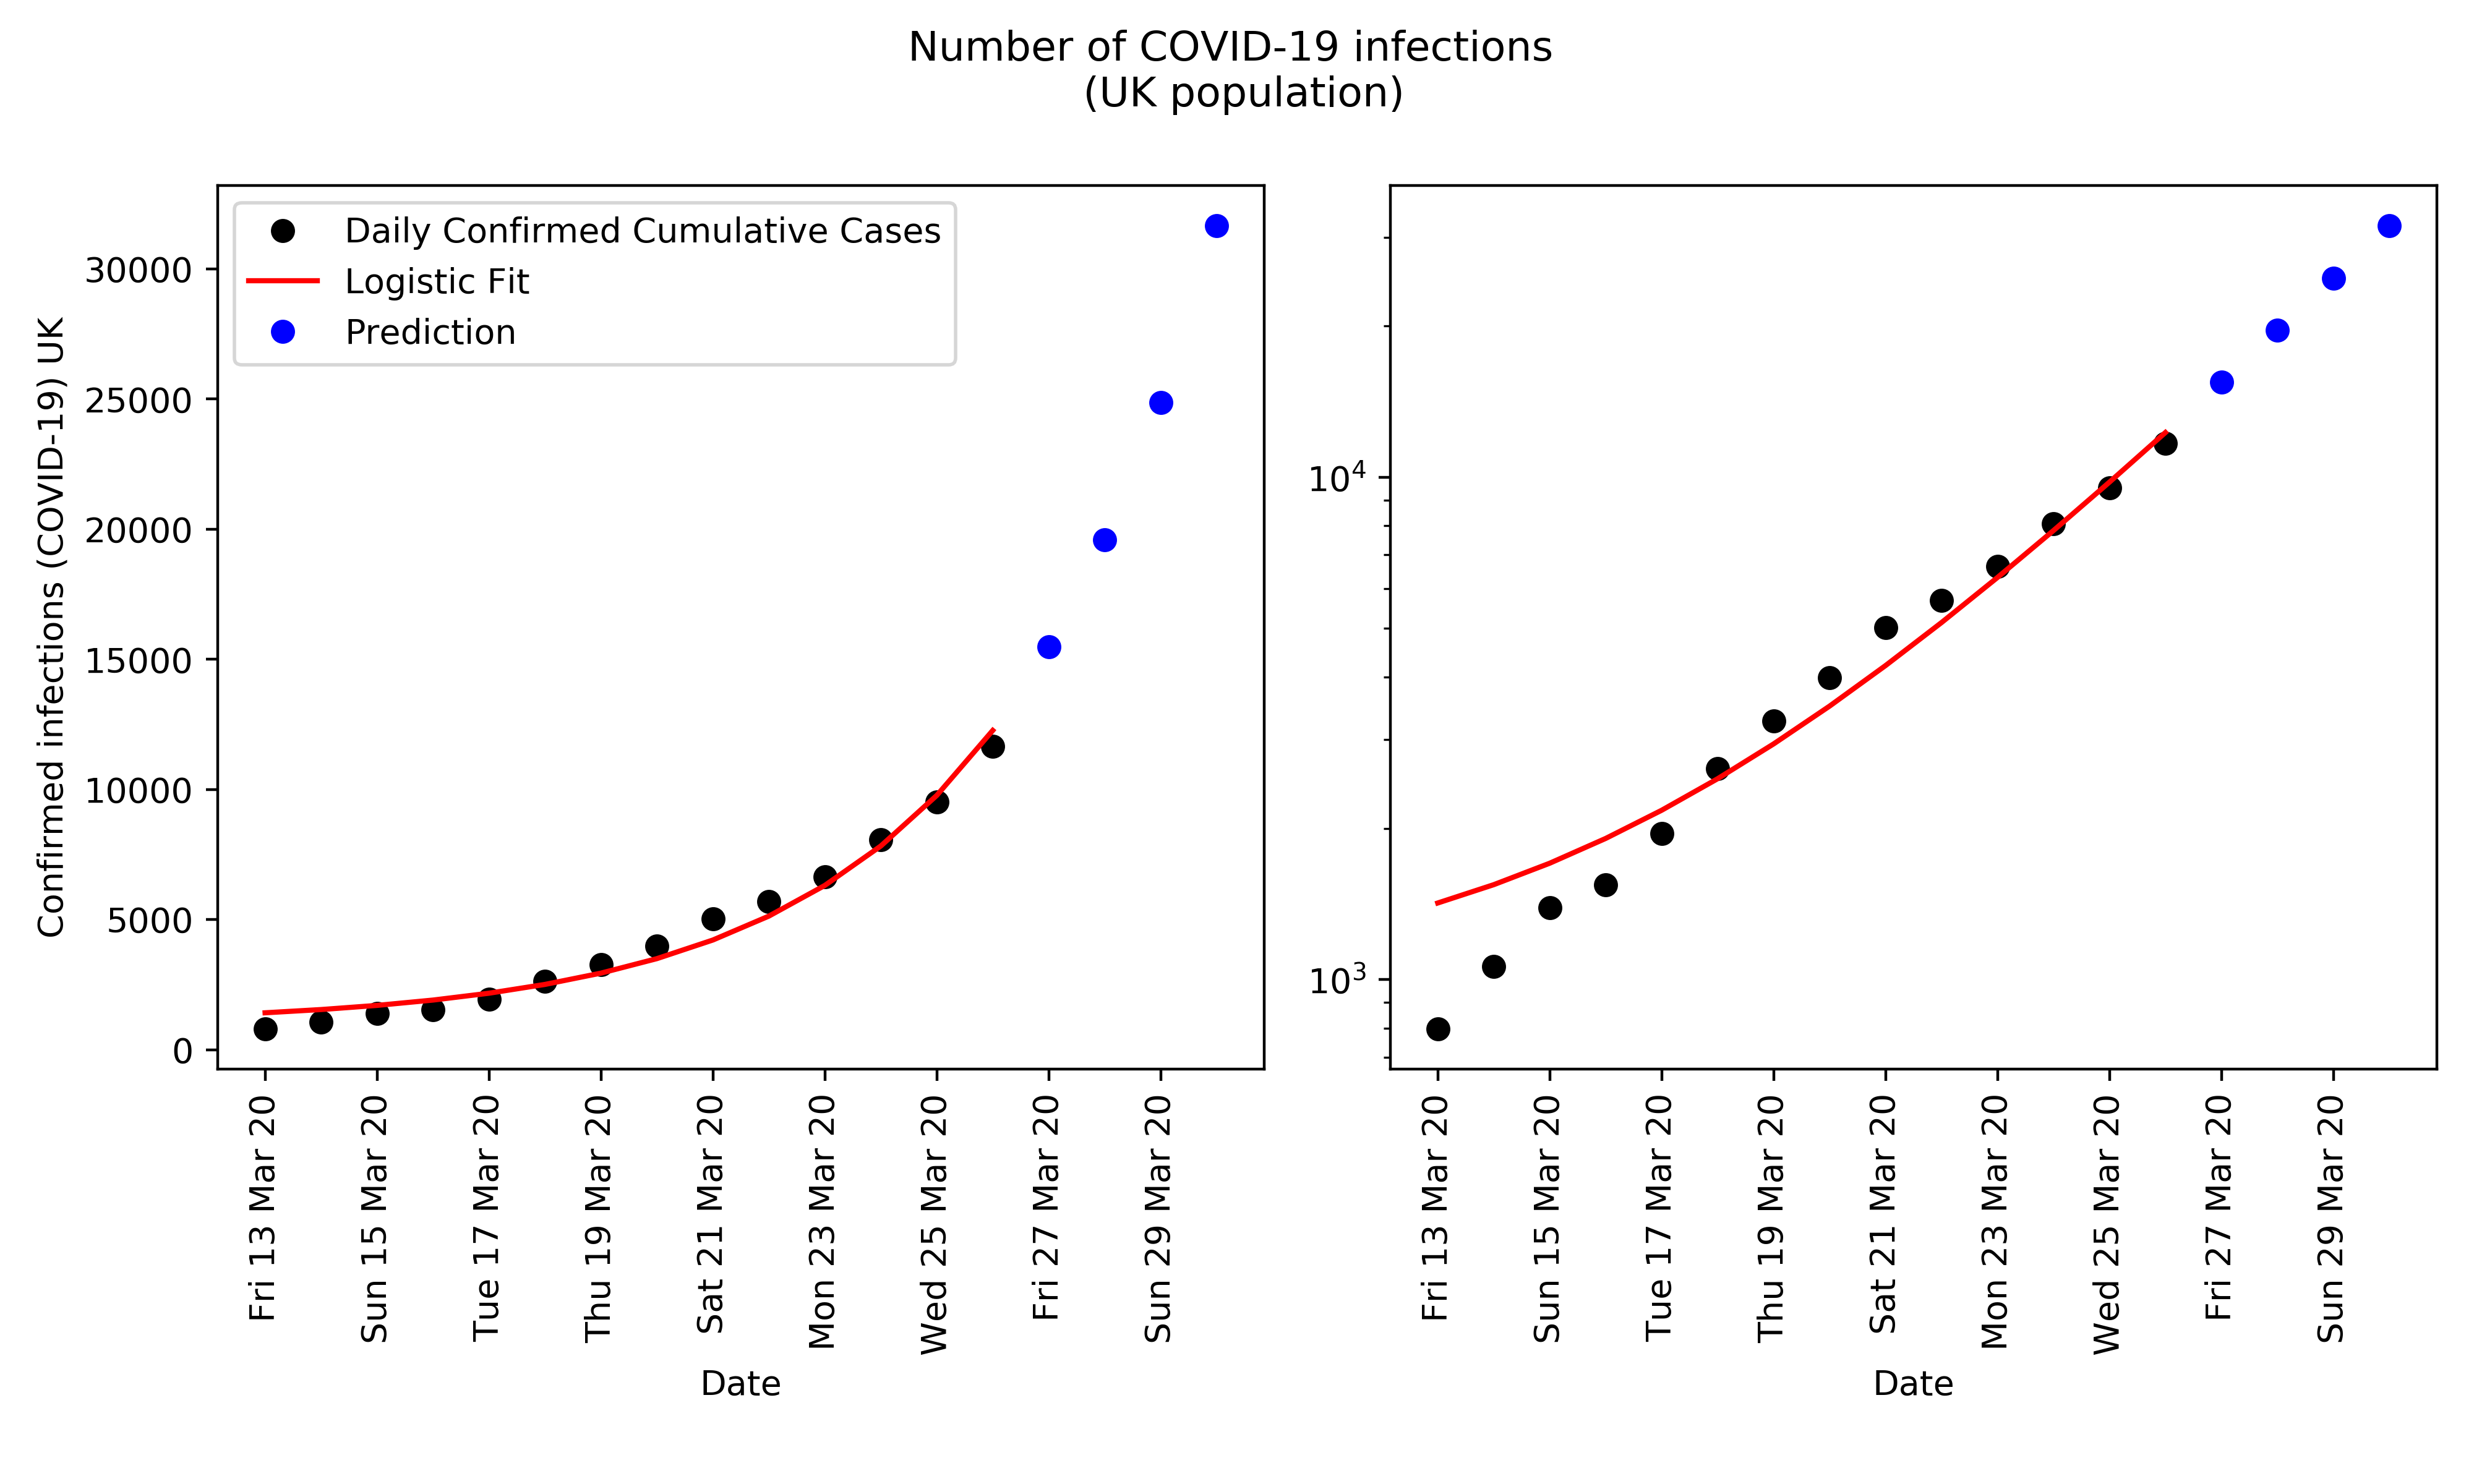 Number of COVID-19 infections
(UK population)
Confirmed infections (COVID-19) UK
30000
25000
20000
15000
10000
5000
0
Daily Confirmed Cumulative Cases
Logistic Fit
Prediction
Fri 13 Mar 20
Sun 15 Mar 20
Tue 17 Mar 20
Thu 19 Mar 20
Sat 21 Mar 20
Mon 23 Mar 20
Wed 25 Mar 20
Fri 27 Mar 20
Sun 29 Mar 20
Date
10⁴
10³
Fri 13 Mar 20
Sun 15 Mar 20
Tue 17 Mar 20
Thu 19 Mar 20
Sat 21 Mar 20
Mon 23 Mar 20
Wed 25 Mar 20
Fri 27 Mar 20
Sun 29 Mar 20
Date